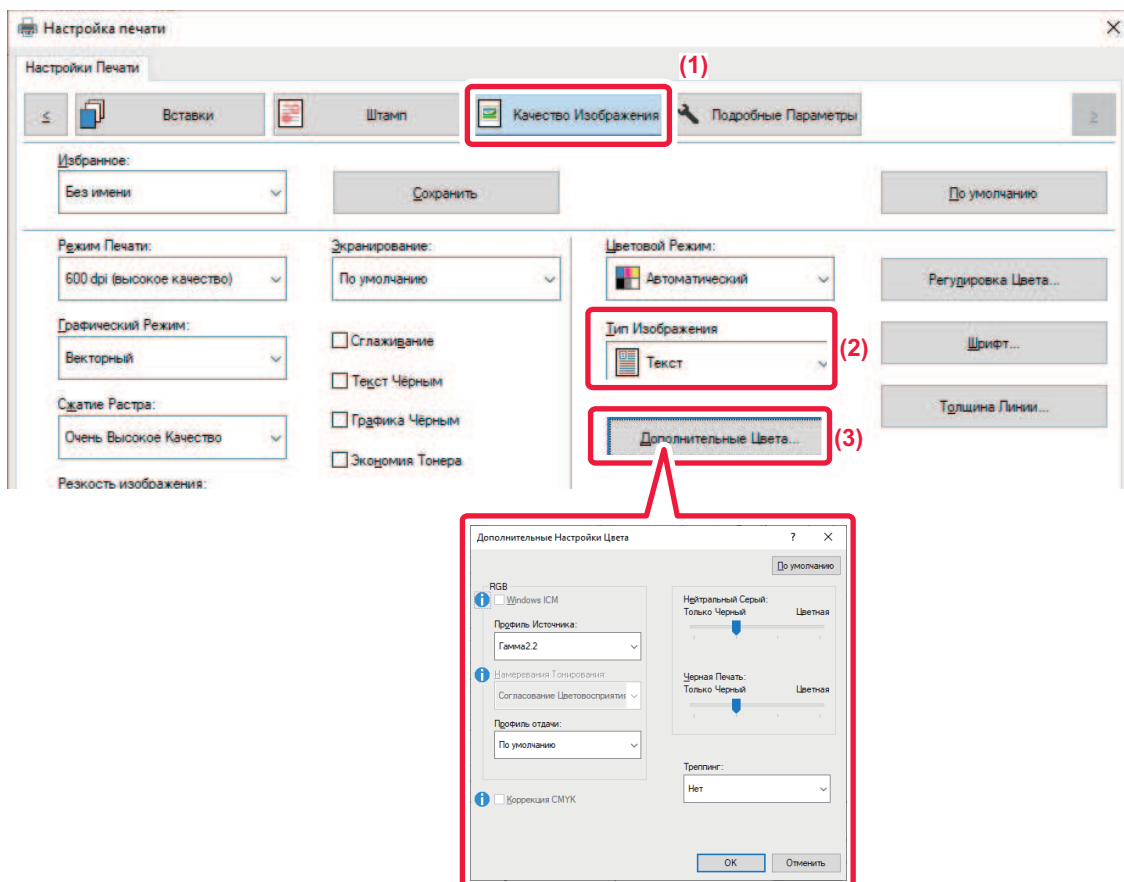 Настройка печати
Настройки Печати
(1)
≤ Вставки Штамп Качество Изображения Подробные Параметры ≥
Избранное:
Без имени Сохранить По умолчанию
Режим Печати: Экранирование: Цветовой Режим:
600 dpi (высокое качество) По умолчанию Автоматический Регулировка Цвета...
Графический Режим: Сглаживание Тип Изображения (2) Шрифт...
Векторный Текст
Текст Чёрным
Сжатие Растра: Графика Чёрным Толщина Линии...
Очень Высокое Качество Дополнительные Цвета... (3)
Экономия Тонера
Резкость изображения:
Дополнительные Настройки Цвета ?
По умолчанию
RGB
Windows ICM
Профиль Источника:
Гамма2.2
Намеревания Тонирования:
Согласование Цветовосприятия
Профиль отдачи:
По умолчанию
Коррекция CMYK
Нейтральный Серый:
Только Черный Цветная
Черная Печать:
Только Черный Цветная
Треппинг:
Нет
OK Отменить